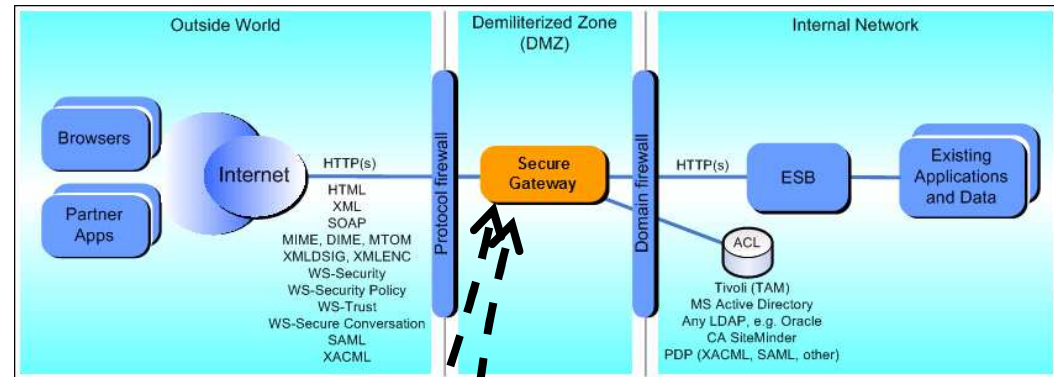 Outside World
Demiliterized Zone
(DMZ)
Internal Network
Browsers
Partner
Apps
Internet
HTTP(s)
HTML
XML
SOAP
MIME, DIME, MTOM
XMLDSIG, XMLENC
WS-Security
WS-Security Policy
WS-Trust
WS-Secure Conversation
SAML
XACML
Protocol firewall
Secure
Gateway
Domain firewall
HTTP(s)
ESB
Existing
Applications
and Data
ACL
Tivoli (TAM)
MS Active Directory
Any LDAP, e.g. Oracle
CA SiteMinder
PDP (XACML, SAML, other)